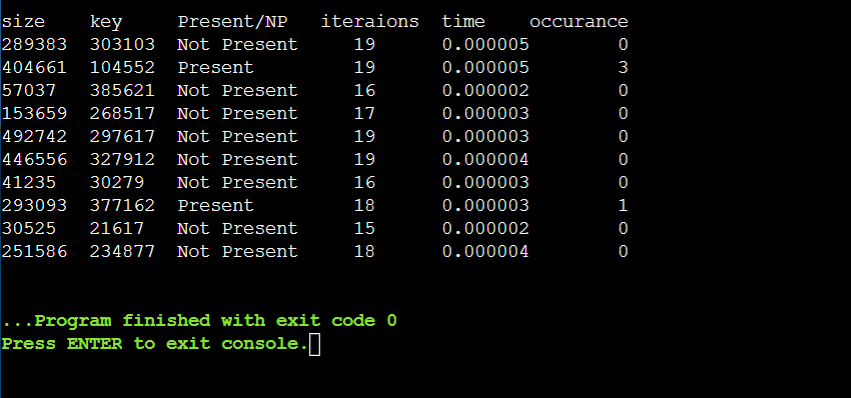 size key Present/NP iteraions time occurance
289383 303103 Not Present 19 0.000005 0
404661 104552 Present 19 0.000005 3
57037 385621 Not Present 16 0.000002 0
153659 268517 Not Present 17 0.000003 0
492742 297617 Not Present 19 0.000003 0
446556 327912 Not Present 19 0.000004 0
41235 30279 Not Present 16 0.000003 0
293093 377162 Present 18 0.000003 1
30525 21617 Not Present 15 0.000002 0
251586 234877 Not Present 18 0.000004 0
...Program finished with exit code 0
Press ENTER to exit console.